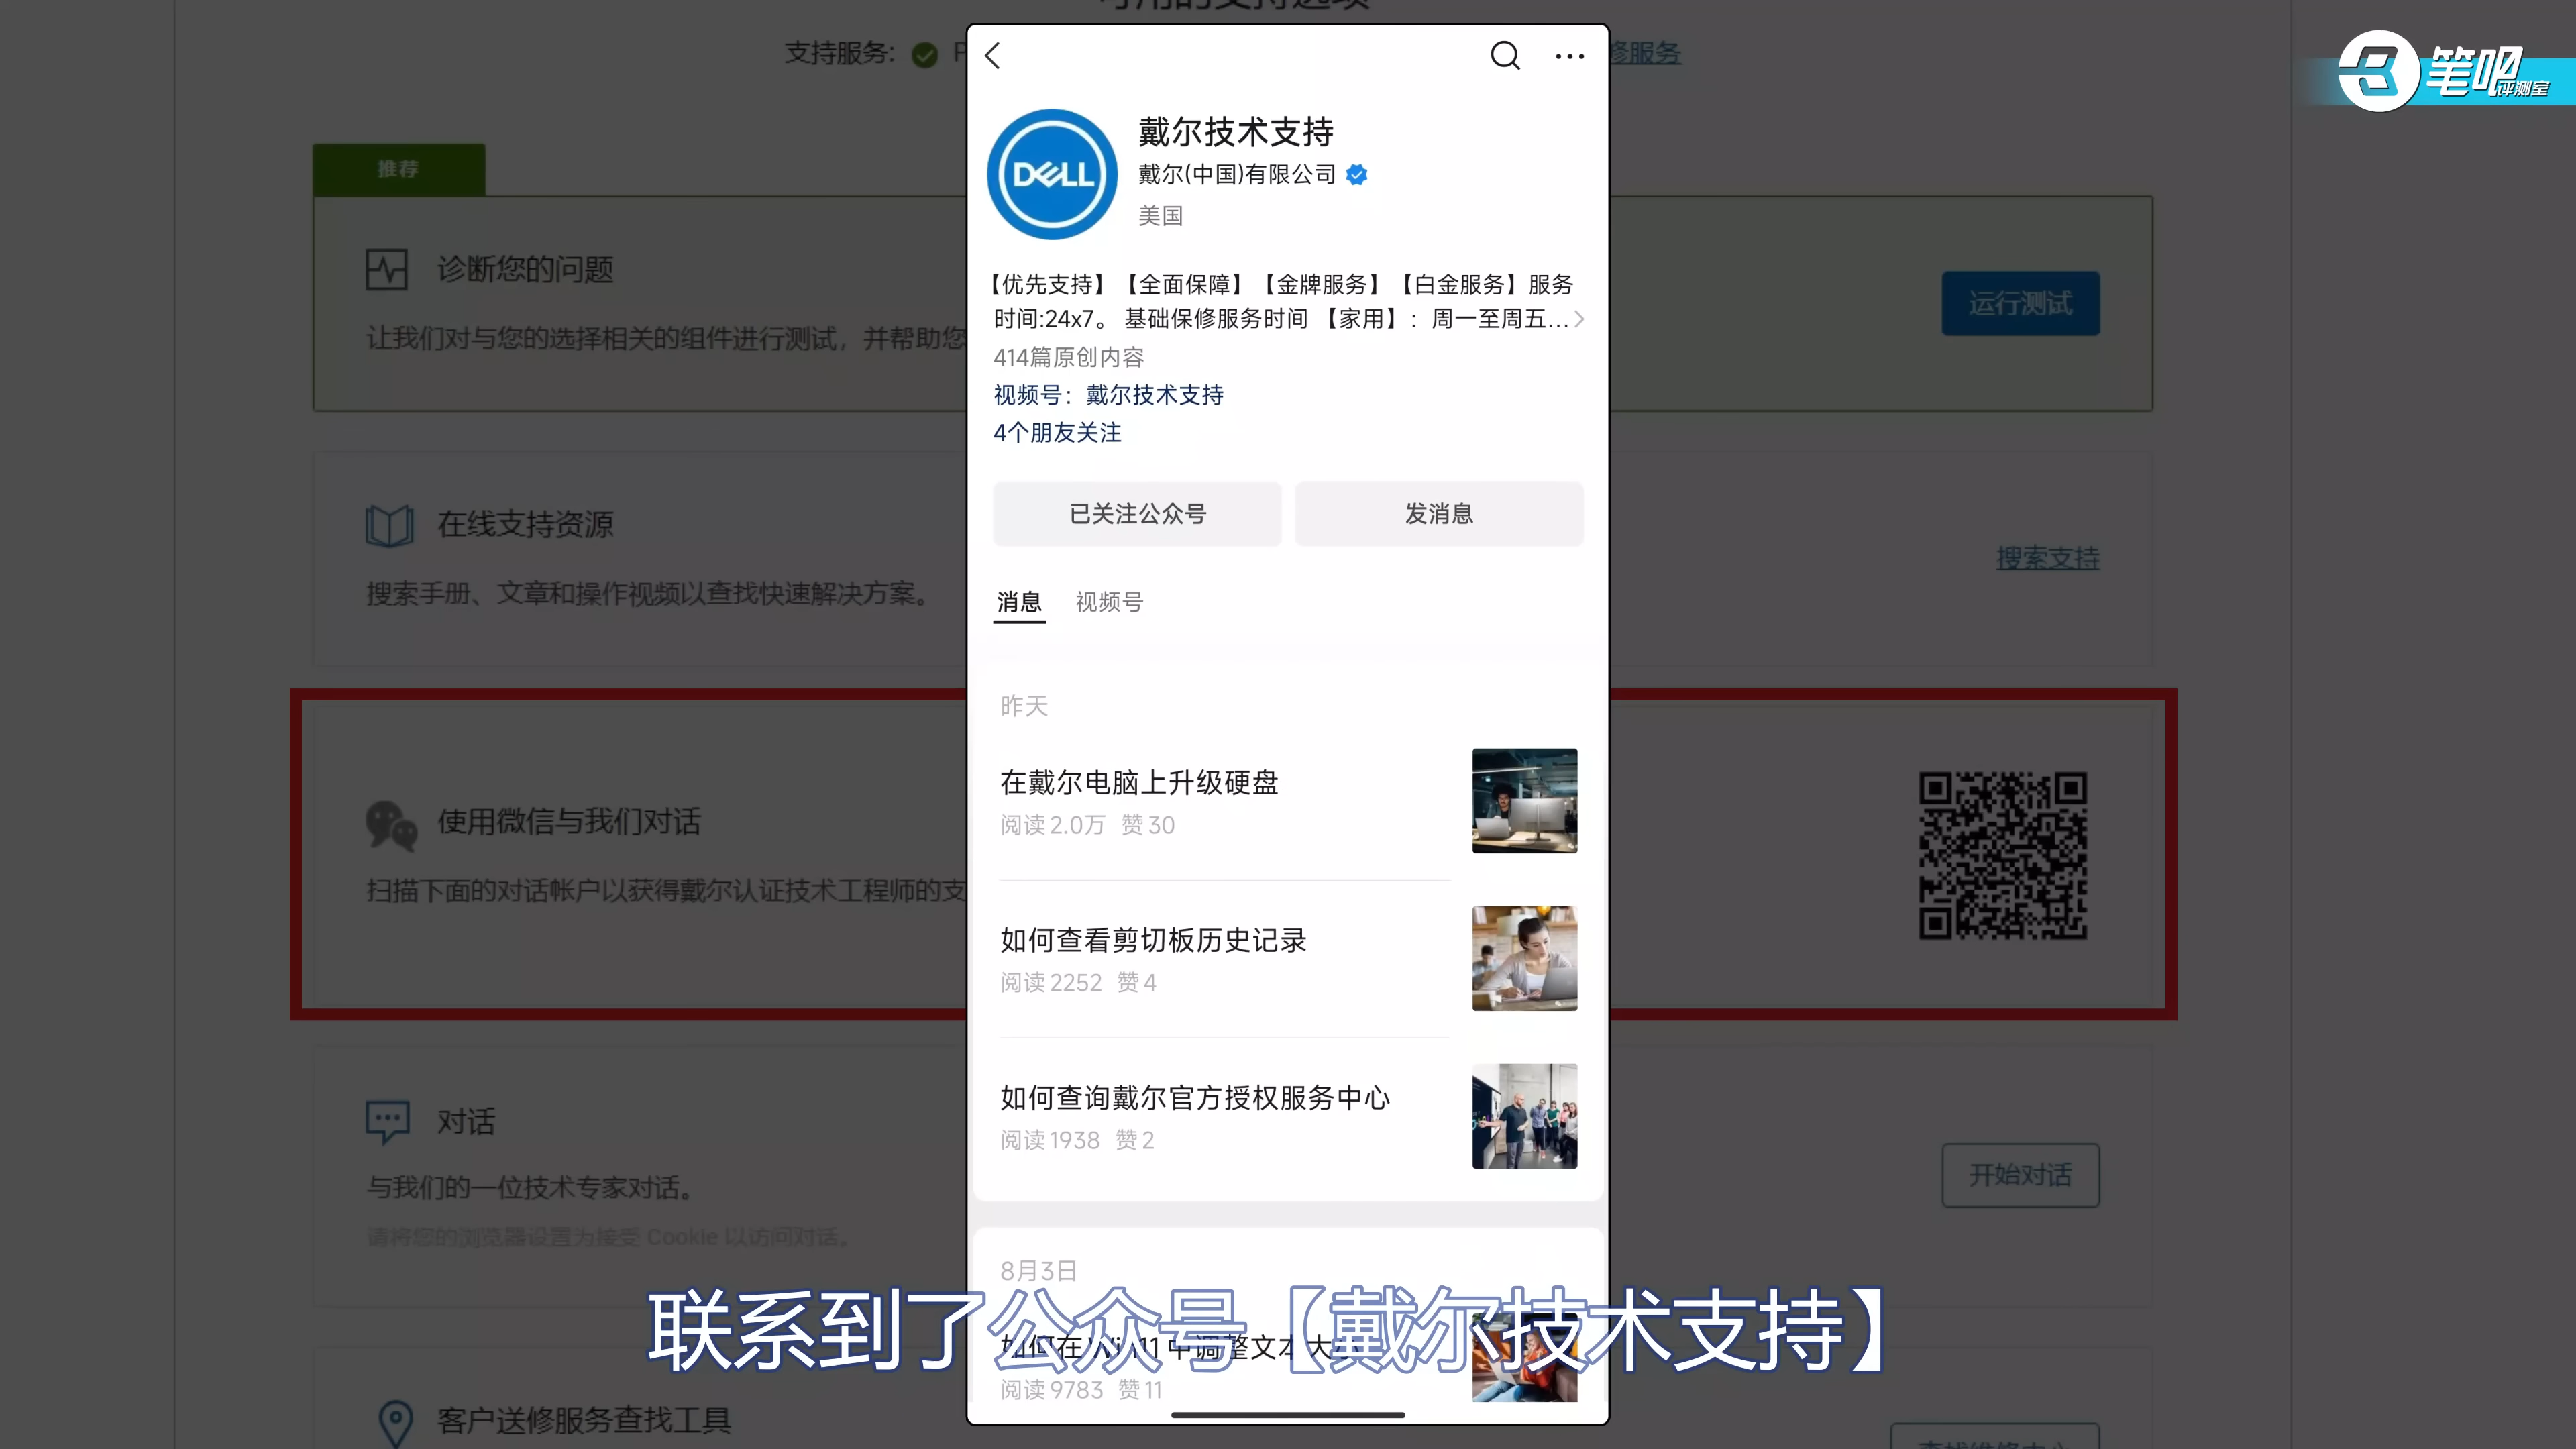 支持服务:
修服务
笔吧
评测室
推荐
诊断您的问题
让我们对与您的选择相关的组件进行测试，并帮助您
运行测试
在线支持资源
搜索手册、文章和操作视频以查找快速解决方案。
搜索支持
使用微信与我们对话
扫描下面的对话帐户以获得戴尔认证技术工程师的支
对话
与我们的一位技术专家对话。
请将您的浏览器设置为接受 Cookie 以访问对话。
开始对话
客户送修服务查找工具
DELL
戴尔技术支持
戴尔(中国)有限公司
美国
【优先支持】【全面保障】【金牌服务】【白金服务】服务
时间:24x7。 基础保修服务时间 【家用】：周一至周五...
414篇原创内容
视频号：戴尔技术支持
4个朋友关注
已关注公众号
发消息
消息
视频号
昨天
在戴尔电脑上升级硬盘
阅读 2.0万 赞 30
如何查看剪切板历史记录
阅读 2252 赞 4
如何查询戴尔官方授权服务中心
阅读 1938 赞 2
8月3日
如何在 Win11 中调整文本大小
阅读 9783 赞 11
联系到了公众号【戴尔技术支持】